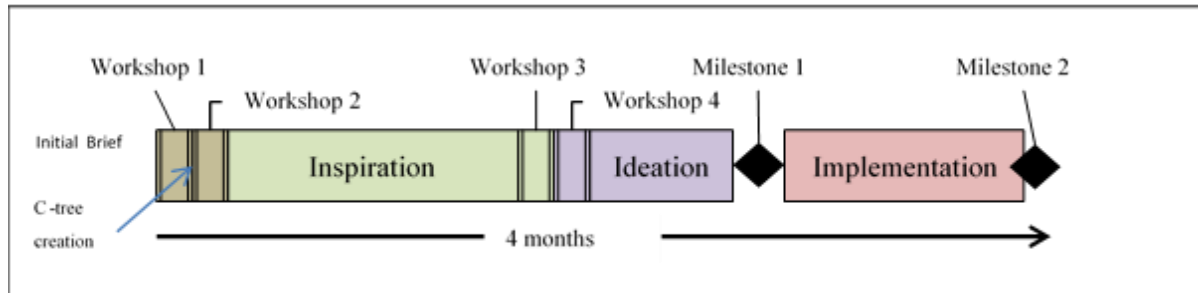 Workshop 1
Workshop 2
Workshop 3
Workshop 4
Milestone 1
Milestone 2
Initial Brief
Inspiration
Ideation
Implementation
C-tree
creation
4 months